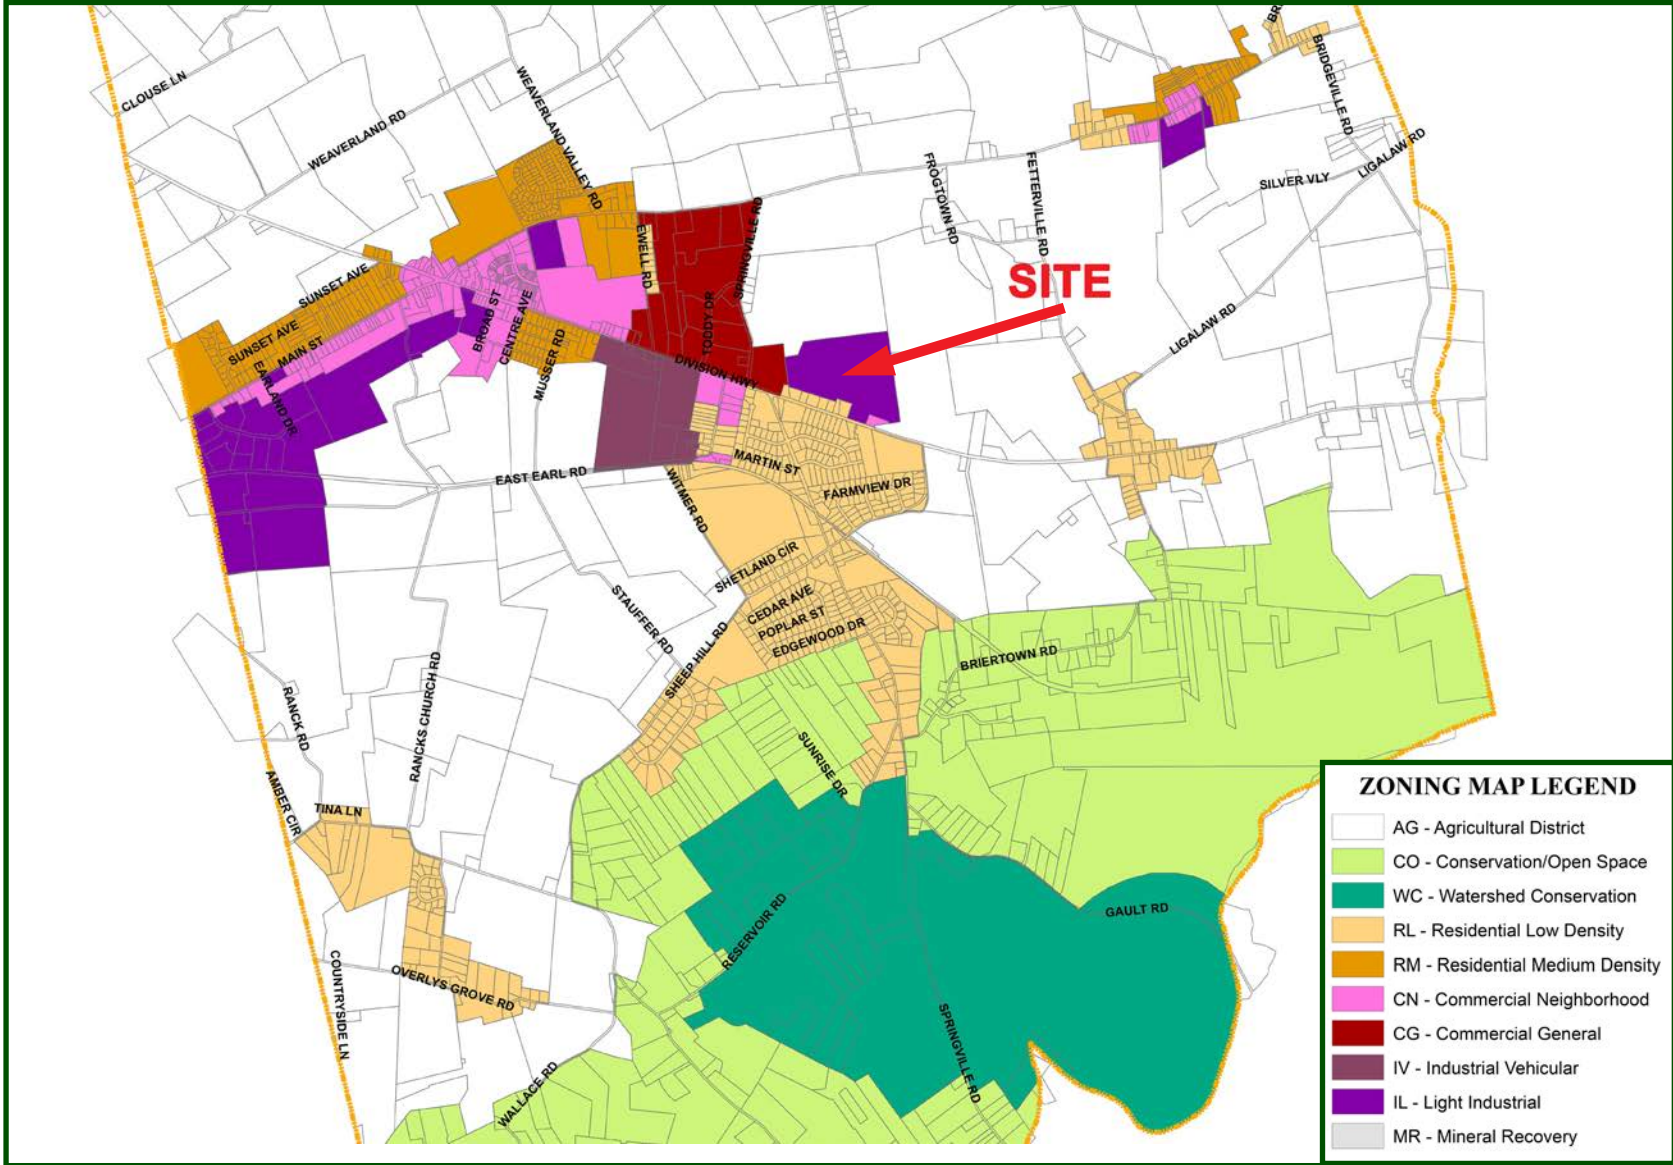 BR
BRIDGEVILLE RD
CLOUSE LN
WEAVERLAND RD
WEAVERLAND VALLEY RD
LIGALAW RD
SILVER VLY
FROGTOWN RD
FETTERVILLE RD
SITE
EWELL RD
SPRINGVILLE RD
SUNSET AVE
SUNSET AVE
MAIN ST
BROAD ST
CENTRE AVE
TODDY DR
LIGALAW RD
EARLAND DR
MUSSER RD
DIVISION HWY
EAST EARL RD
WITMER RD
MARTIN ST
FARMVIEW DR
SHETLAND CIR
STAUFFER RD
CEDAR AVE
POPLAR ST
EDGEWOOD DR
SHEEP HILL RD
BRIERTOWN RD
RANCK RD
RANCKS CHURCH RD
SUNRISE DR
AMBER CIR
TINA LN
RESERVOIR RD
GAULT RD
COUNTRYSIDE LN
OVERLYS GROVE RD
WALLACE RD
SPRINGVILLE RD
ZONING MAP LEGEND
AG - Agricultural District
CO - Conservation/Open Space
WC - Watershed Conservation
RL - Residential Low Density
RM - Residential Medium Density
CN - Commercial Neighborhood
CG - Commercial General
IV - Industrial Vehicular
IL - Light Industrial
MR - Mineral Recovery